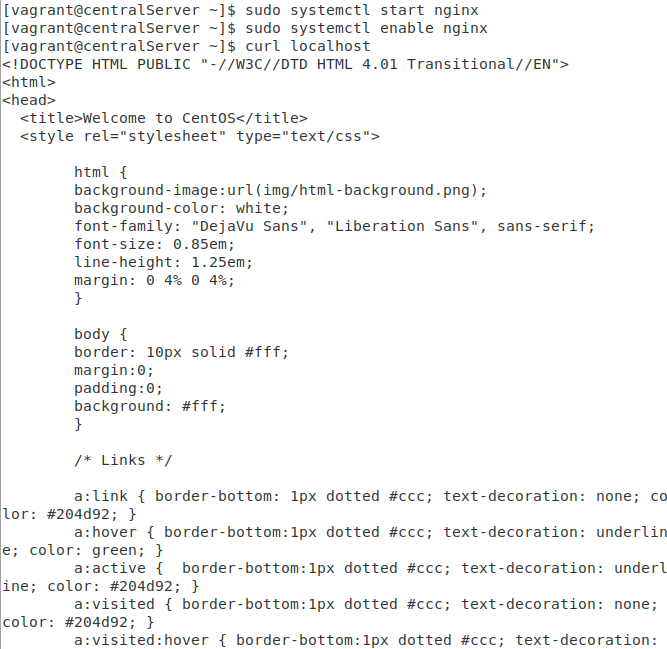 [vagrant@centralServer ~]$ sudo systemctl start nginx
[vagrant@centralServer ~]$ sudo systemctl enable nginx
[vagrant@centralServer ~]$ curl localhost
<!DOCTYPE HTML PUBLIC "-//W3C//DTD HTML 4.01 Transitional//EN">
<html>
<head>
  <title>Welcome to CentOS</title>
  <style rel="stylesheet" type="text/css">

        html {
        background-image:url(img/html-background.png);
        background-color: white;
        font-family: "DejaVu Sans", "Liberation Sans", sans-serif;
        font-size: 0.85em;
        line-height: 1.25em;
        margin: 0 4% 0 4%;
        }

        body {
        border: 10px solid #fff;
        margin:0;
        padding:0;
        background: #fff;
        }

        /* Links */

        a:link { border-bottom: 1px dotted #ccc; text-decoration: none; co
lor: #204d92; }
        a:hover { border-bottom:1px dotted #ccc; text-decoration: underlin
e; color: green; }
        a:active {  border-bottom:1px dotted #ccc; text-decoration: underl
ine; color: #204d92; }
        a:visited { border-bottom:1px dotted #ccc; text-decoration: none; 
color: #204d92; }
        a:visited:hover { border-bottom:1px dotted #ccc; text-decoration: